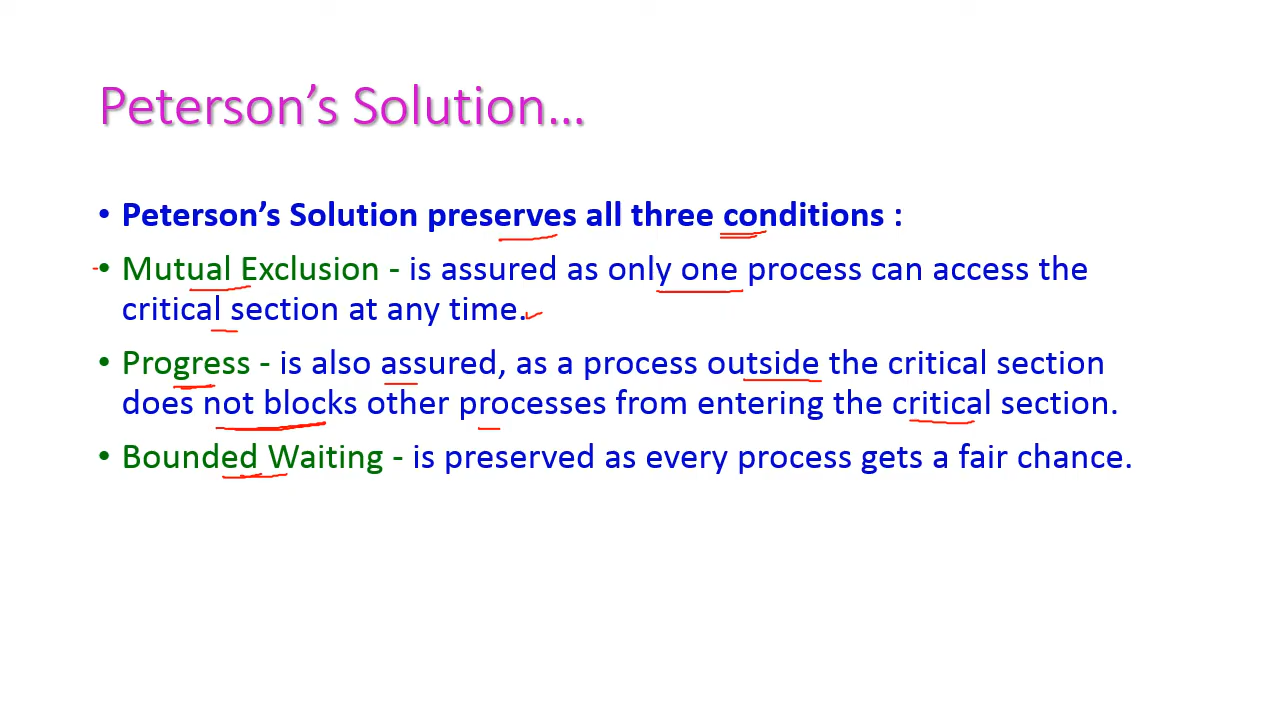 Peterson’s Solution…
• Peterson’s Solution preserves all three conditions :
• Mutual Exclusion - is assured as only one process can access the
critical section at any time.
• Progress - is also assured, as a process outside the critical section
does not blocks other processes from entering the critical section.
• Bounded Waiting - is preserved as every process gets a fair chance.